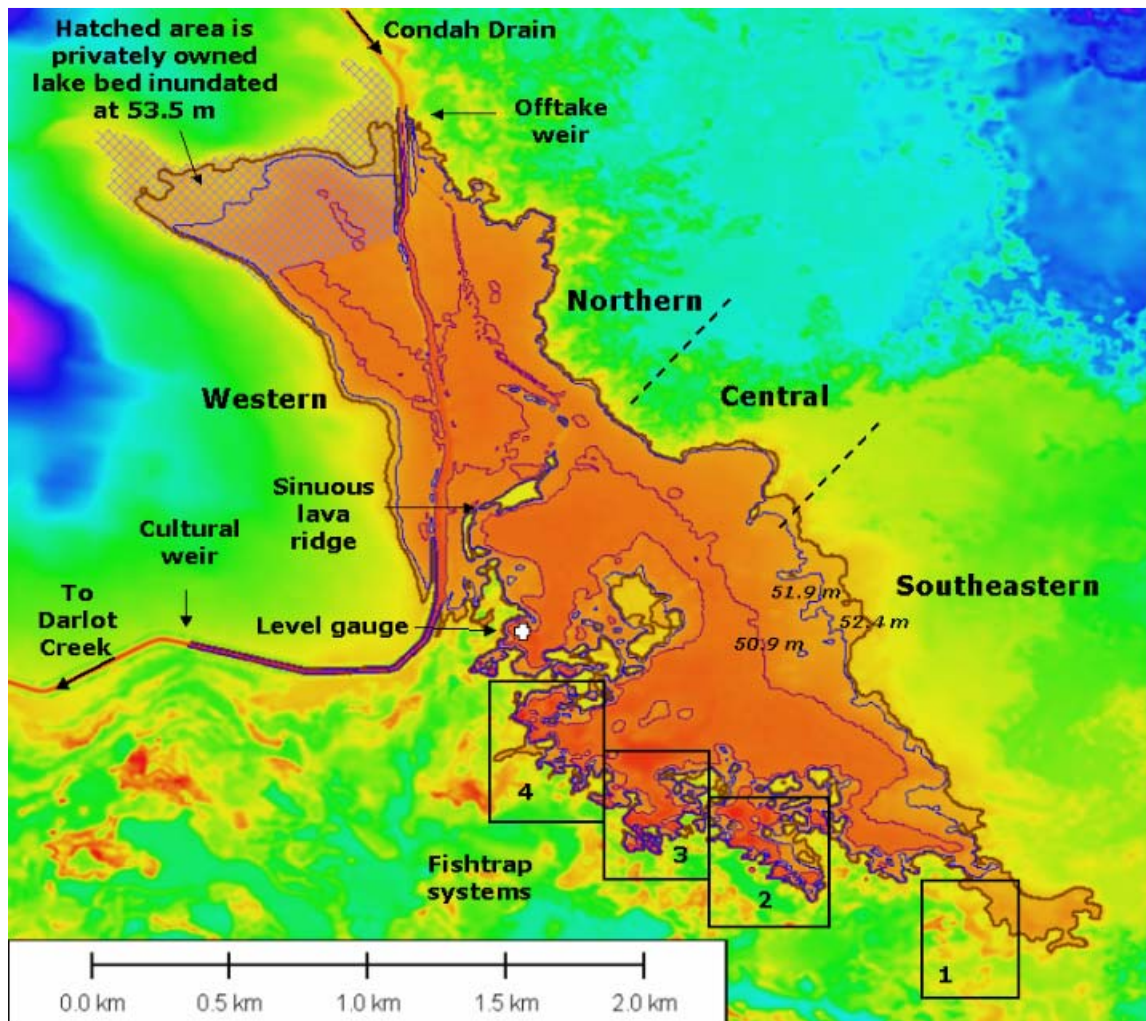 Hatched area is
privately owned
lake bed inundated
at 53.5 m
Condah Drain
Offtake
weir
Northern
Central
Western
Sinuous
lava
ridge
Cultural
weir
Southeastern
51.9 m
52.4 m
50.9 m
To
Darlot
Creek
Level gauge
4
3
2
1
Fishtrap
systems
0.0 km 0.5 km 1.0 km 1.5 km 2.0 km